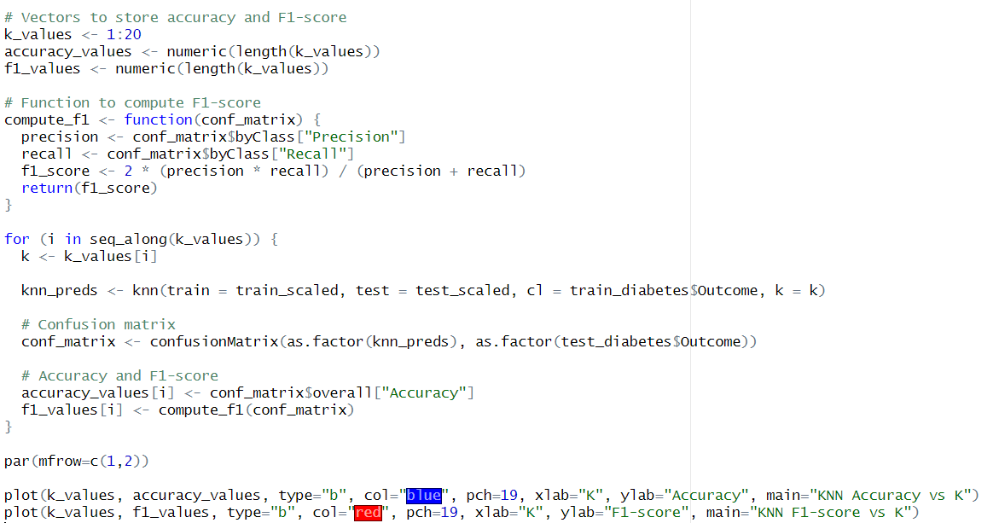 # Vectors to store accuracy and F1-score
k_values <- 1:20
accuracy_values <- numeric(length(k_values))
f1_values <- numeric(length(k_values))

# Function to compute F1-score
compute_f1 <- function(conf_matrix) {
  precision <- conf_matrix$byClass["Precision"]
  recall <- conf_matrix$byClass["Recall"]
  f1_score <- 2 * (precision * recall) / (precision + recall)
  return(f1_score)
}

for (i in seq_along(k_values)) {
  k <- k_values[i]

  knn_preds <- knn(train = train_scaled, test = test_scaled, cl = train_diabetes$Outcome, k = k)

  # Confusion matrix
  conf_matrix <- confusionMatrix(as.factor(knn_preds), as.factor(test_diabetes$Outcome))

  # Accuracy and F1-score
  accuracy_values[i] <- conf_matrix$overall["Accuracy"]
  f1_values[i] <- compute_f1(conf_matrix)
}

par(mfrow=c(1,2))

plot(k_values, accuracy_values, type="b", col="blue", pch=19, xlab="K", ylab="Accuracy", main="KNN Accuracy vs K")
plot(k_values, f1_values, type="b", col="red", pch=19, xlab="K", ylab="F1-score", main="KNN F1-score vs K")